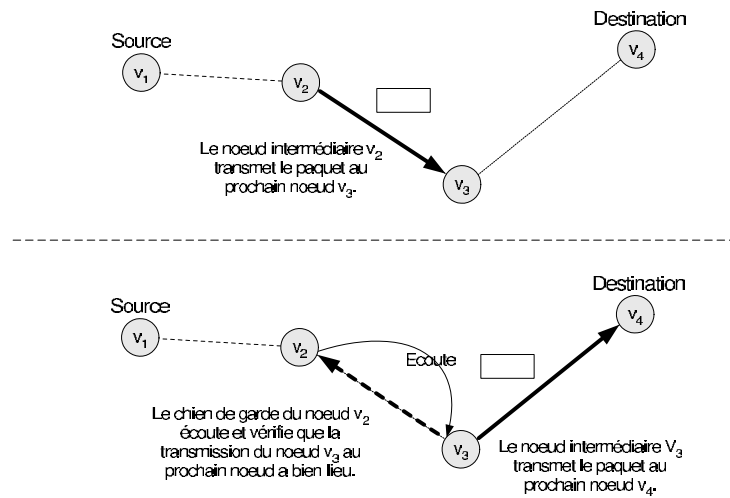 Destination
Source
v4
v1
v2
Le noeud intermédiaire v2
transmet le paquet au
prochain noeud v3.
v3
Destination
Source
v4
v1
v2
Ecoute
Le chien de garde du noeud v2
écoute et vérifie que la
transmission du noeud v3 au
prochain noeud a bien lieu.
v3
Le noeud intermédiaire V3
transmet le paquet au
prochain noeud v4.